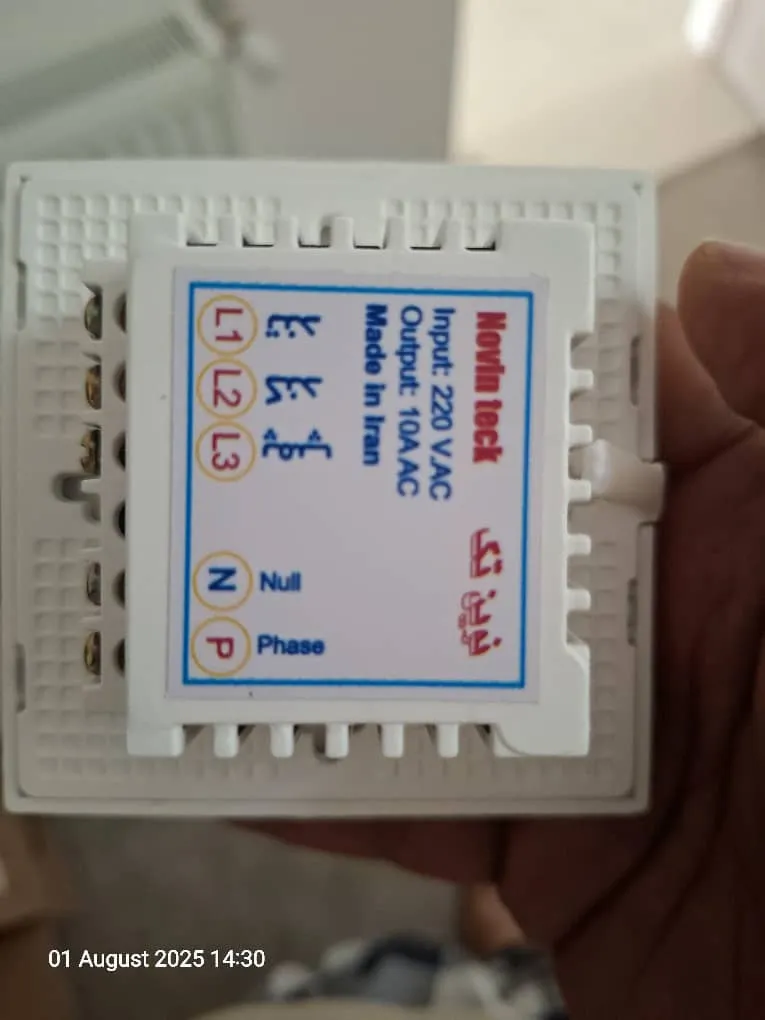 Novin teck نوین تک
Input: 220 V.AC
Output: 10A AC
Made in Iran
Null Phase
L1 L2 L3 N P
01 August 2025 14:30